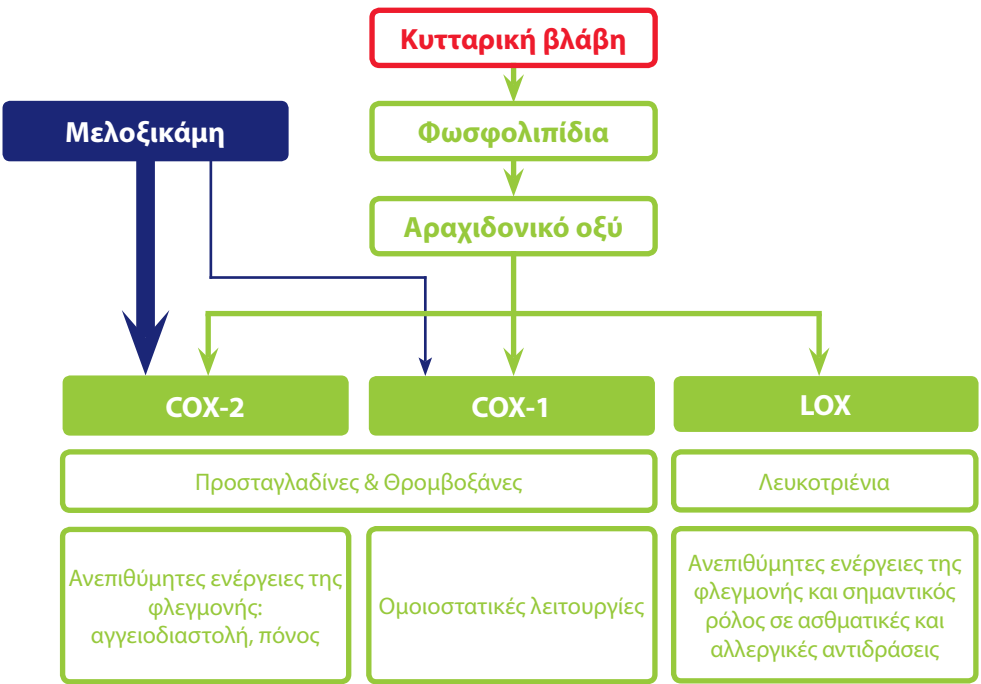 Κυτταρική βλάβη
Μελοξικάμη
Φωσφολιπίδια
Αραχιδονικό οξύ
COX-2
COX-1
LOX
Προσταγλαδίνες & Θρομβοξάνες
Λευκοτριένια
Ανεπιθύμητες ενέργειες της
φλεγμονής:
αγγειοδιαστολή, πόνος
Ομοιοστατικές λειτουργίες
Ανεπιθύμητες ενέργειες της
φλεγμονής και σημαντικός
ρόλος σε ασθματικές και
αλλεργικές αντιδράσεις